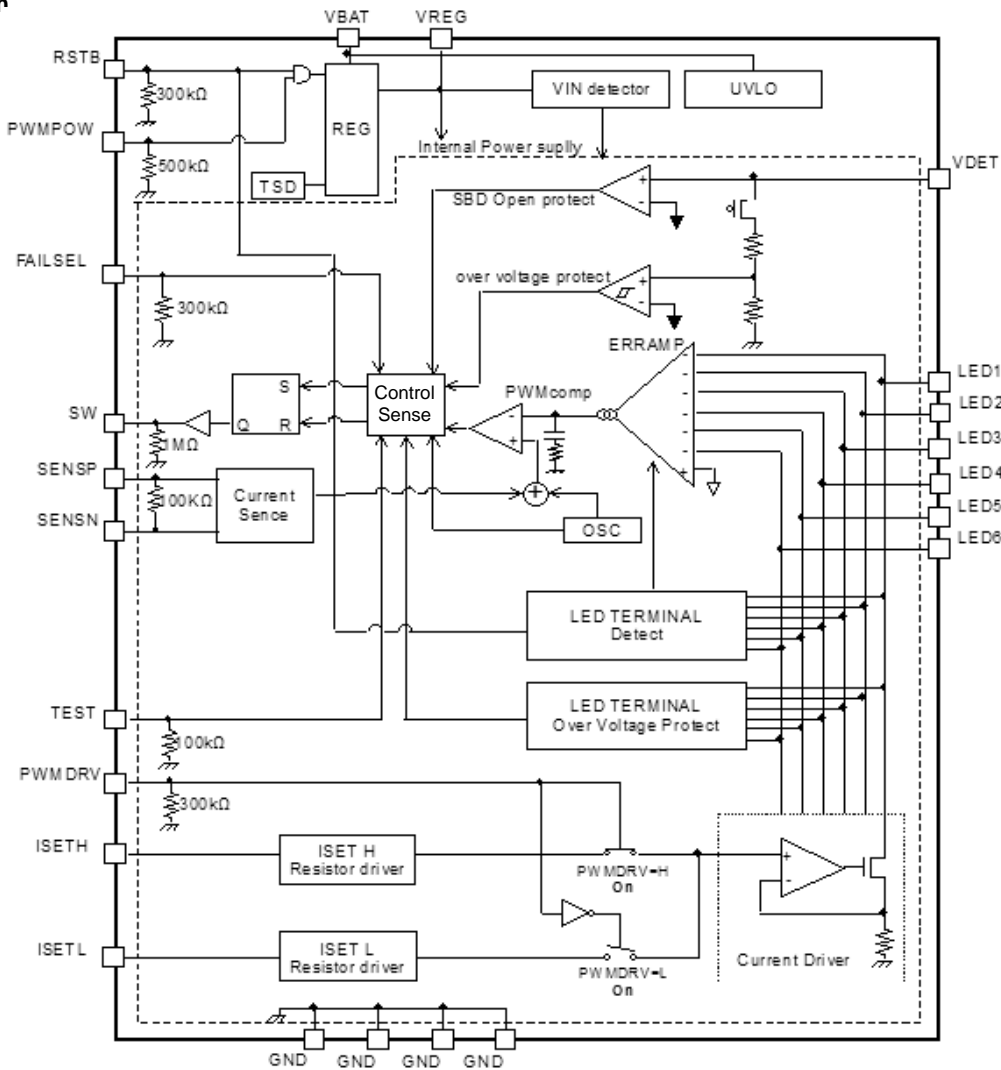 VBAT
VREG
RSTB
300kΩ
PWMPOW
500kΩ
REG
TSD
VIN detector
UVLO
Internal Power suplly
VDET
+
-
SBD Open protect
FAILSEL
300kΩ
over voltage protect
+
-
ERRAMP
-
-
-
-
-
-
+
LED1
LED2
LED3
LED4
LED5
LED6
S
Q
R
Control
Sense
PWMcomp
-
+
SW
1MΩ
SENSP
100KΩ
SENSN
Current
Sence
+
OSC
LED TERMINAL
Detect
LED TERMINAL
Over Voltage Protect
TEST
100kΩ
PWMDRV
300kΩ
ISETH
ISET H
Resistor driver
PWMDRV=H
On
+
-
ISETL
ISET L
Resistor driver
PWMDRV=L
On
Current Driver
GND
GND
GND
GND